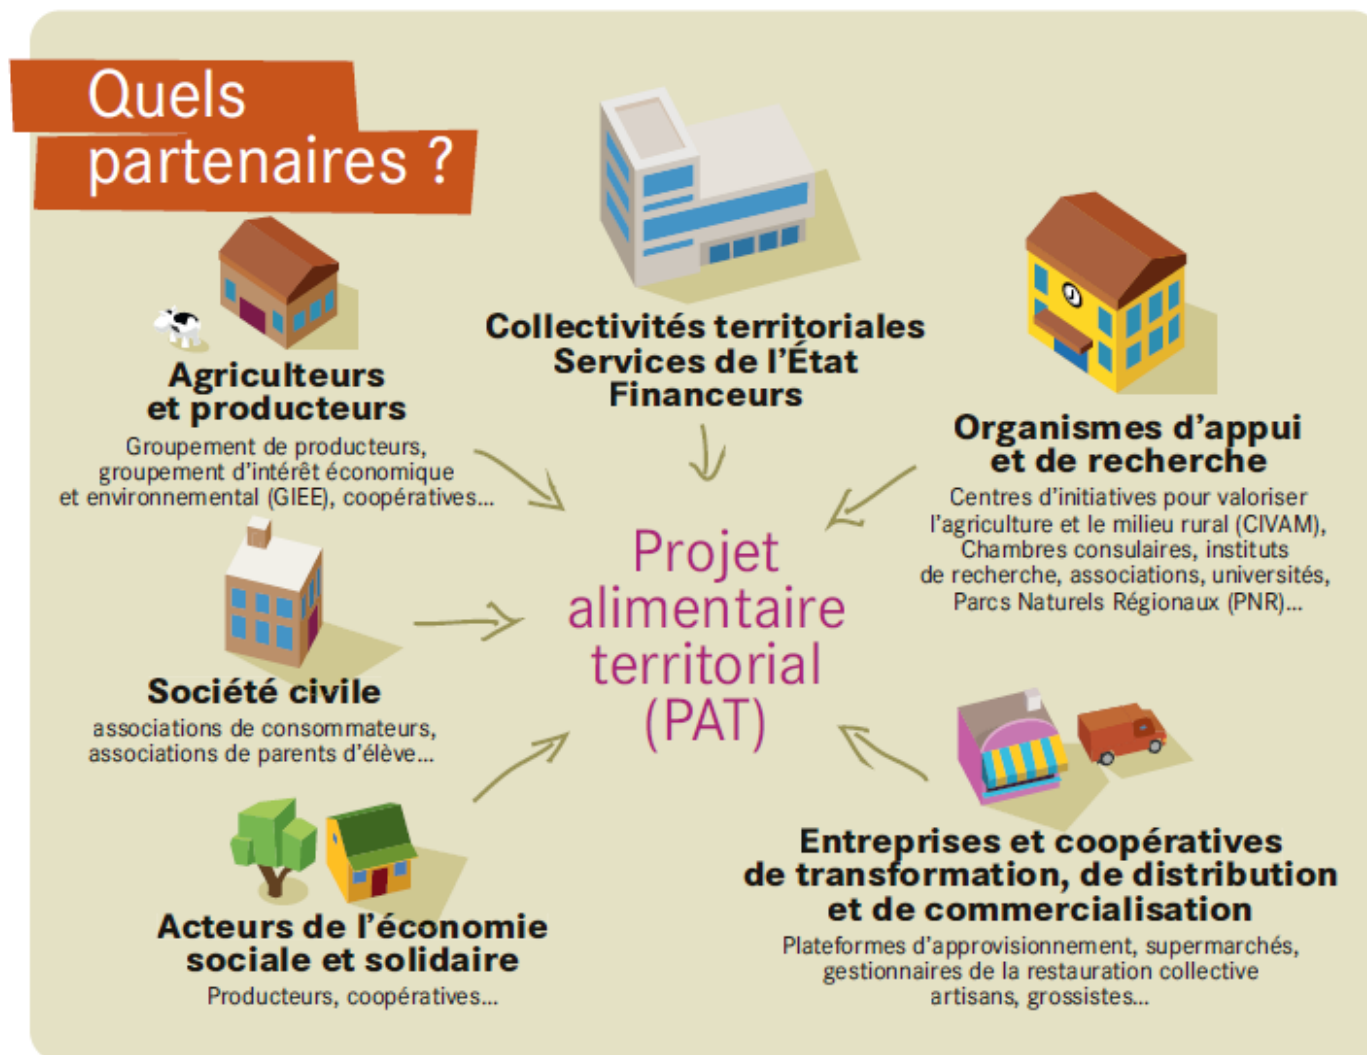 Quels
partenaires ?
Agriculteurs
et producteurs
Groupement de producteurs,
groupement d'intérêt économique
et environnemental (GIEE), coopératives...
Collectivités territoriales
Services de l'État
Financeurs
Organismes d'appui
et de recherche
Centres d'initiatives pour valoriser
l'agriculture et le milieu rural (CIVAM),
Chambres consulaires, instituts
de recherche, associations, universités,
Parcs Naturels Régionaux (PNR)...
Projet
alimentaire
territorial
(PAT)
Société civile
associations de consommateurs,
associations de parents d'élève...
Acteurs de l'économie
sociale et solidaire
Producteurs, coopératives...
Entreprises et coopératives
de transformation, de distribution
et de commercialisation
Plateformes d'approvisionnement, supermarchés,
gestionnaires de la restauration collective
artisans, grossistes...